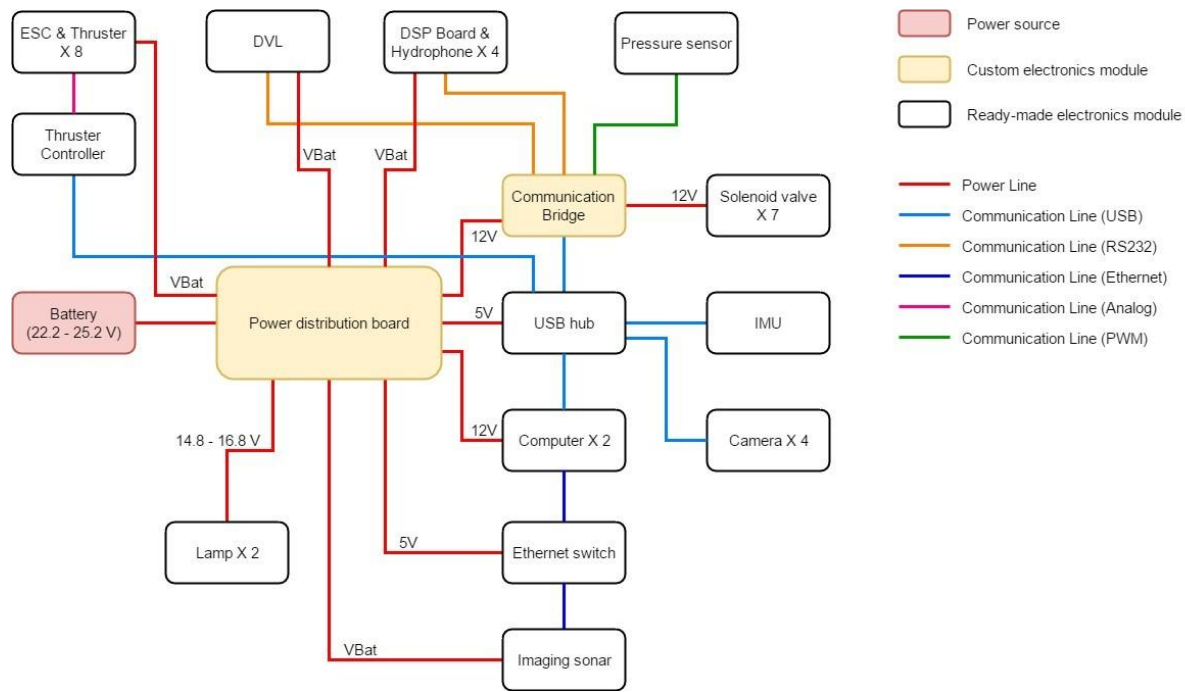 ESC & Thruster
X 8
DVL
DSP Board &
Hydrophone X 4
Pressure sensor
Power source
Custom electronics module
Ready-made electronics module
Thruster
Controller
VBat
VBat
Communication
Bridge
12V
Solenoid valve
X 7
Power Line
Communication Line (USB)
Communication Line (RS232)
Communication Line (Ethernet)
Communication Line (Analog)
Communication Line (PWM)
12V
VBat
Battery
(22.2 - 25.2 V)
Power distribution board
5V
USB hub
IMU
14.8 - 16.8 V
12V
Computer X 2
Camera X 4
Lamp X 2
5V
Ethernet switch
VBat
Imaging sonar